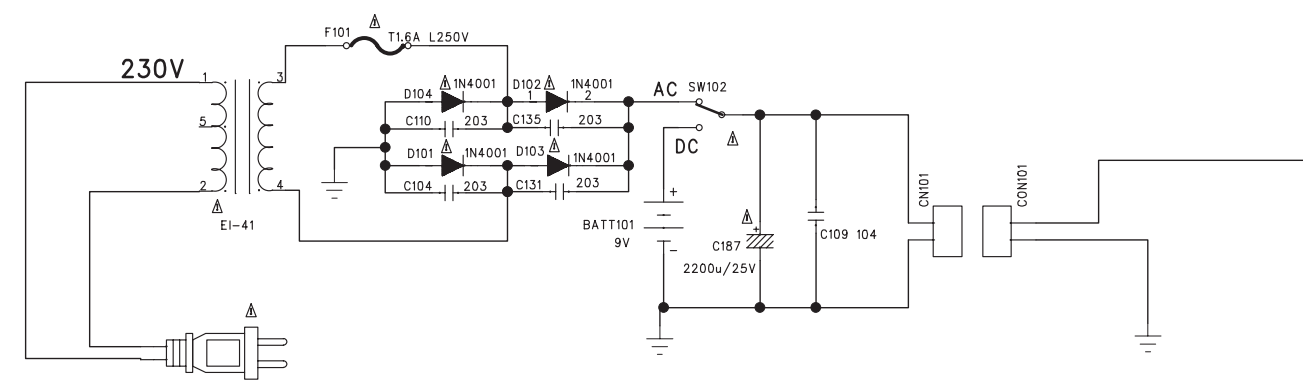 F101
T1.6A L250V
230V
1
3
5
2
4
EI-41
D104
1N4001
D102
1N4001
1
2
C110
203
C135
203
D101
1N4001
D103
1N4001
C104
203
C131
203
AC
SW102
DC
+
BATT101
9V
-
+
C187
2200u/25V
C109 104
CN101
CON101